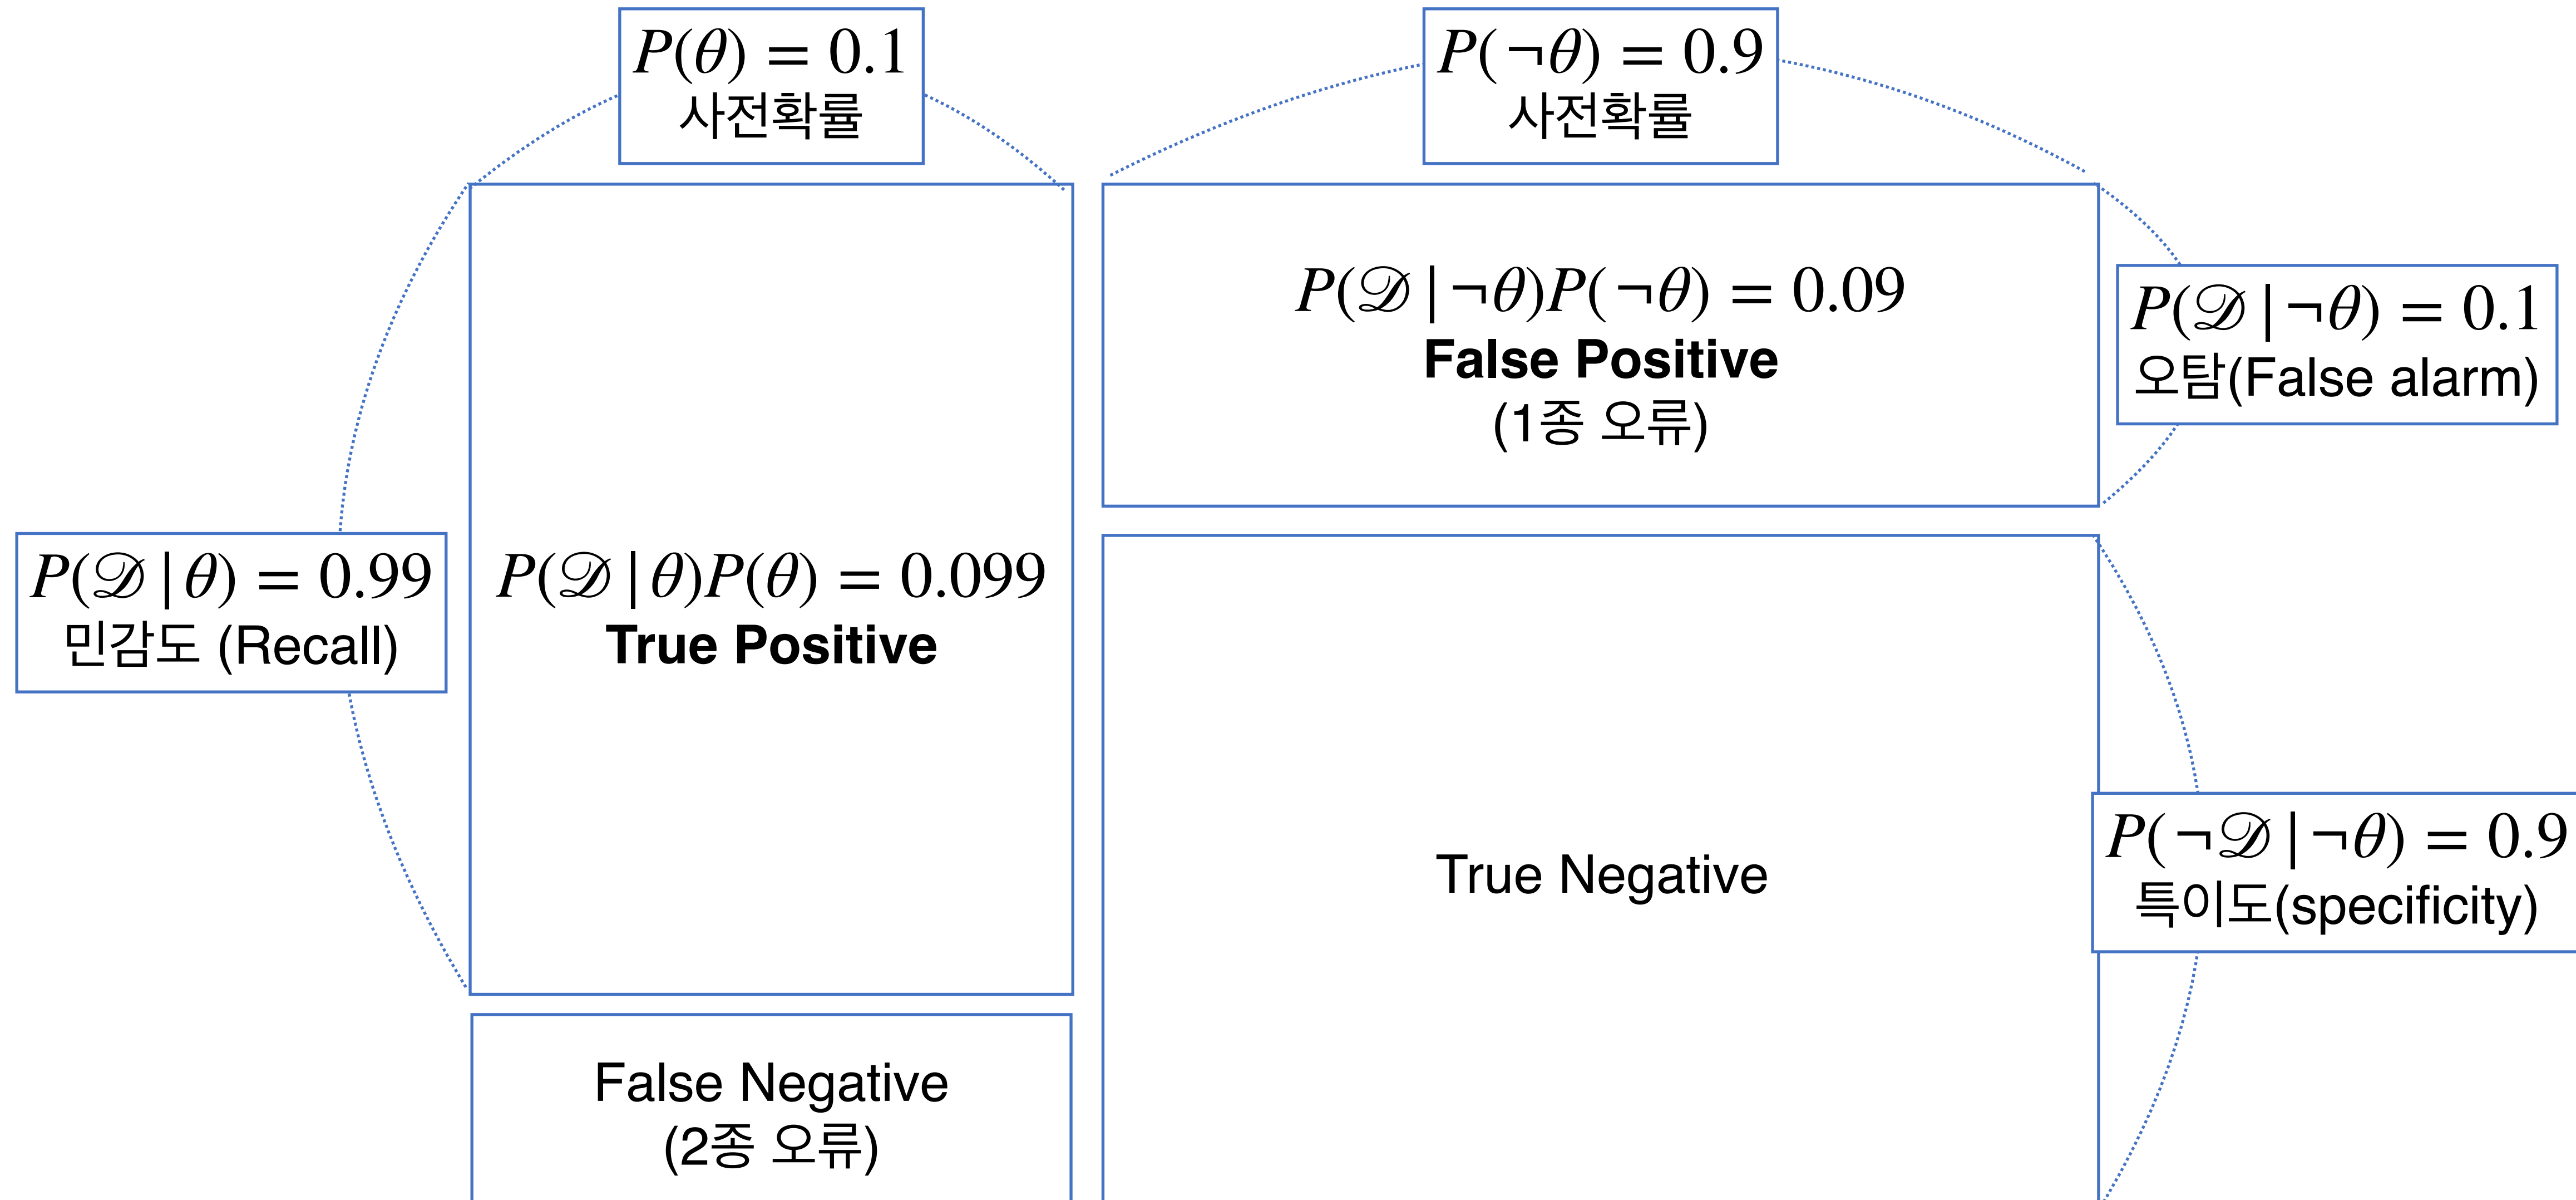 P(θ) = 0.1
사전확률
P(¬θ) = 0.9
사전확률
P(𝒟|¬θ)P(¬θ) = 0.09
False Positive
(1종 오류)
P(𝒟|¬θ) = 0.1
오탐(False alarm)
P(𝒟|θ) = 0.99
민감도 (Recall)
P(𝒟|θ)P(θ) = 0.099
True Positive
True Negative
P(¬𝒟|¬θ) = 0.9
특이도(specificity)
False Negative
(2종 오류)